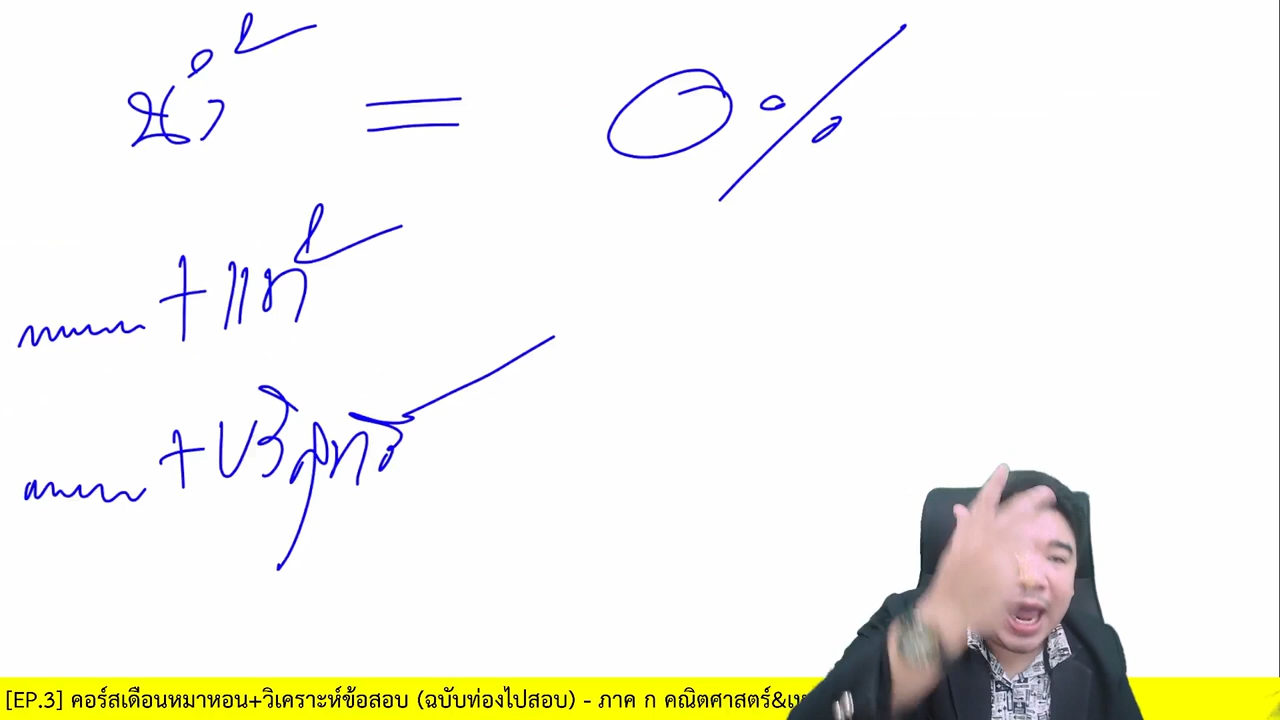 น้ำ = 0%
+ แท้
+ บริสุทธิ์
[EP.3] คอร์สเดือนหมาหอน+วิเคราะห์ข้อสอบ (ฉบับท่องไปสอบ) - ภาค ก คณิตศาสตร์&เห